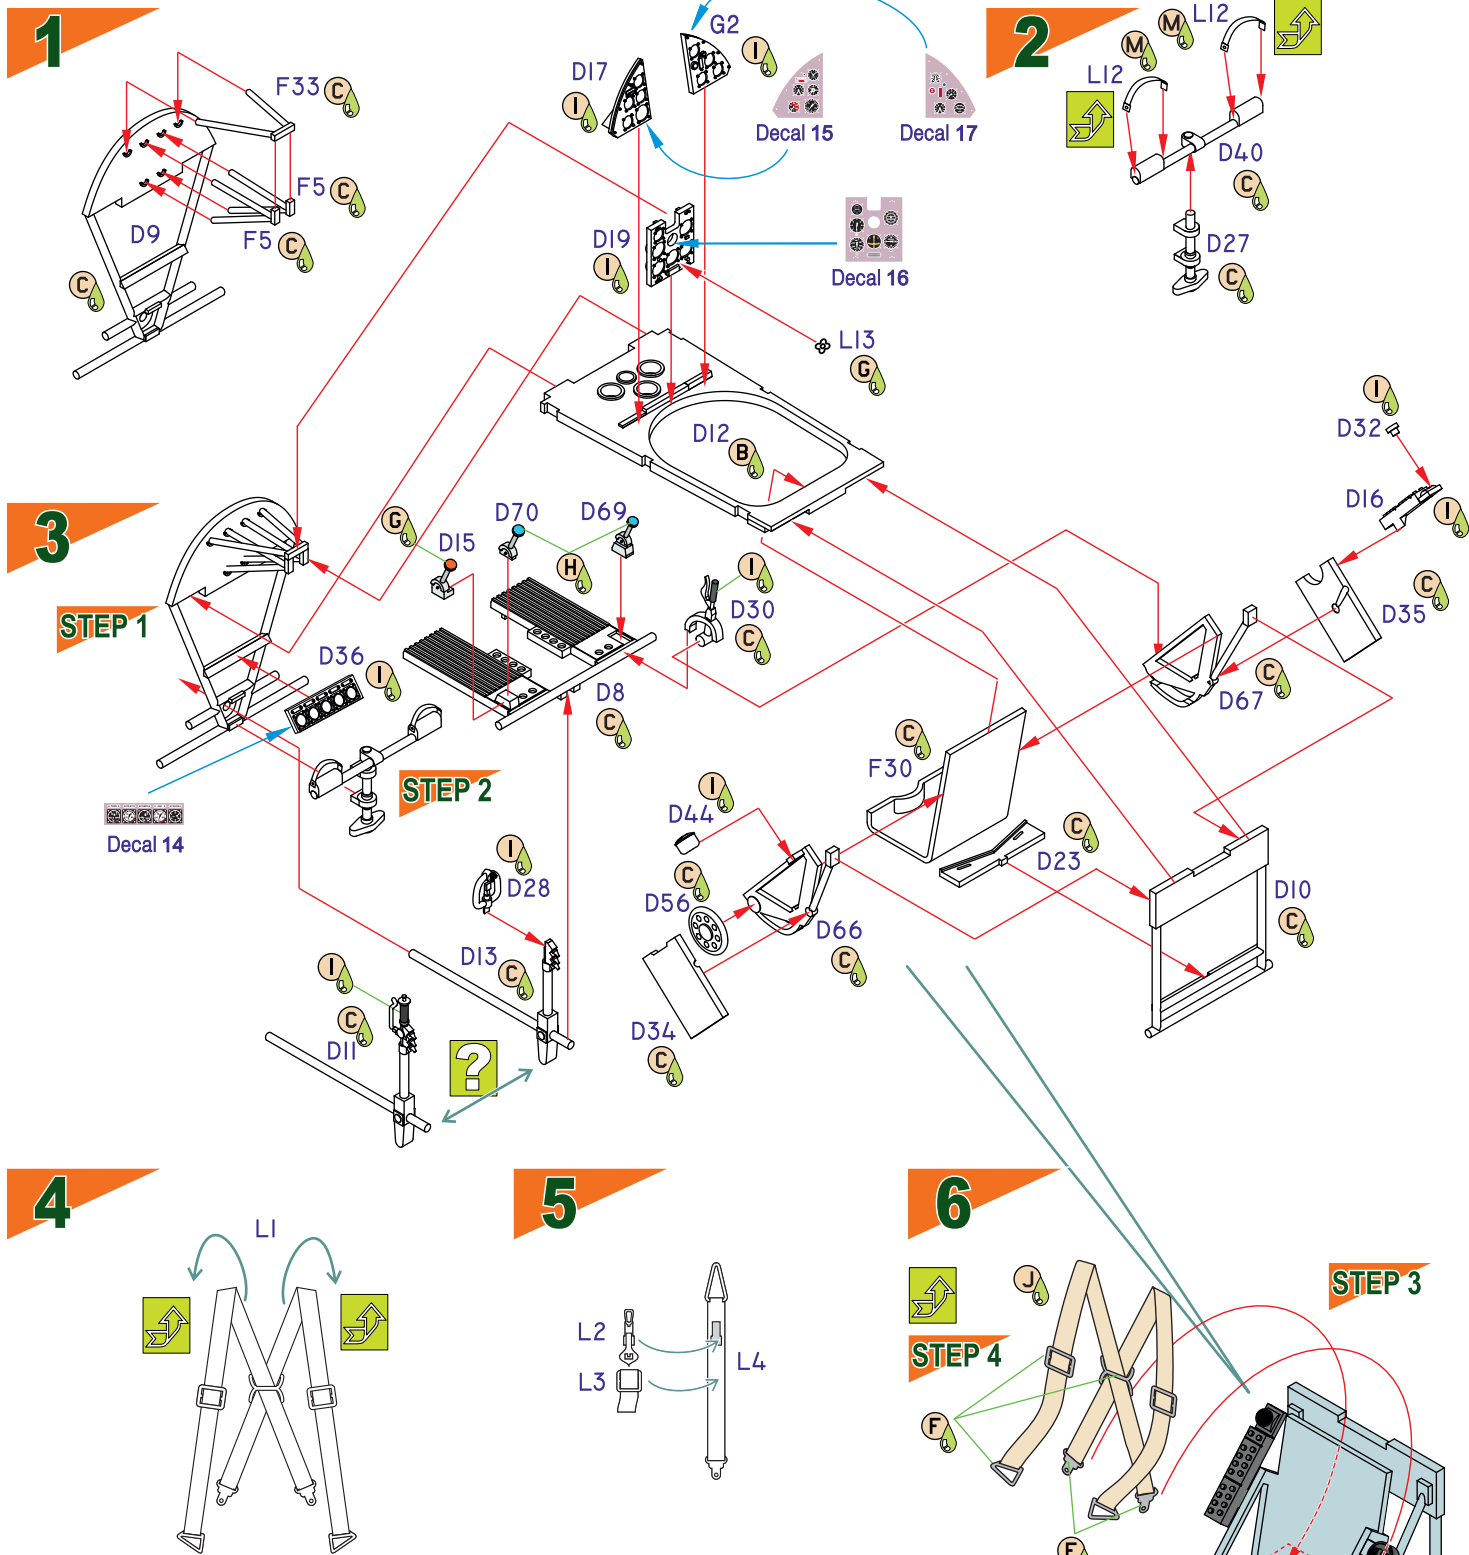 1
F33 C
F5 C
F5 C
D9
C
G2
I
D17
I
Decal 15
Decal 17
D19
I
Decal 16
L13
G
2
M L12
M
L12
D40
C
D27
C
D12
B
I
D32
D16
I
C
D35
3
STEP 1
G
D15
D70
D69
H
I
D30
C
D36
I
D8
C
STEP 2
Decal 14
C
D67
C
F30
I
D44
C
D56
D66
C
D34
C
C
D23
D10
C
I
D28
D13
C
I
C
D11
?
4
L1
5
L2
L3
L4
6
J
STEP 3
STEP 4
F
F